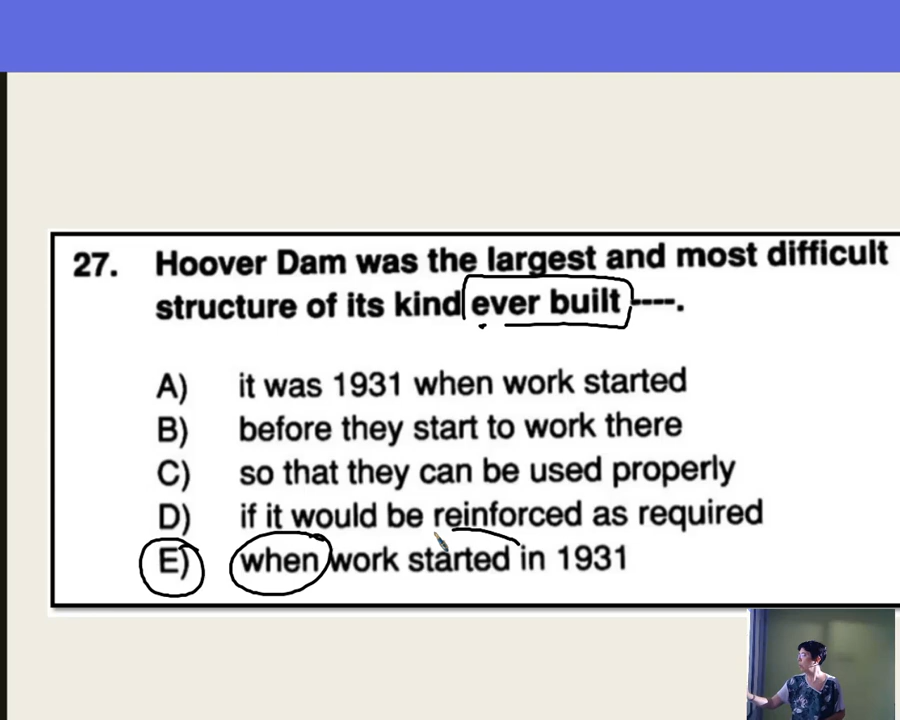 27. Hoover Dam was the largest and most difficult
structure of its kind ever built ----.
A) it was 1931 when work started
B) before they start to work there
C) so that they can be used properly
D) if it would be reinforced as required
E) when work started in 1931